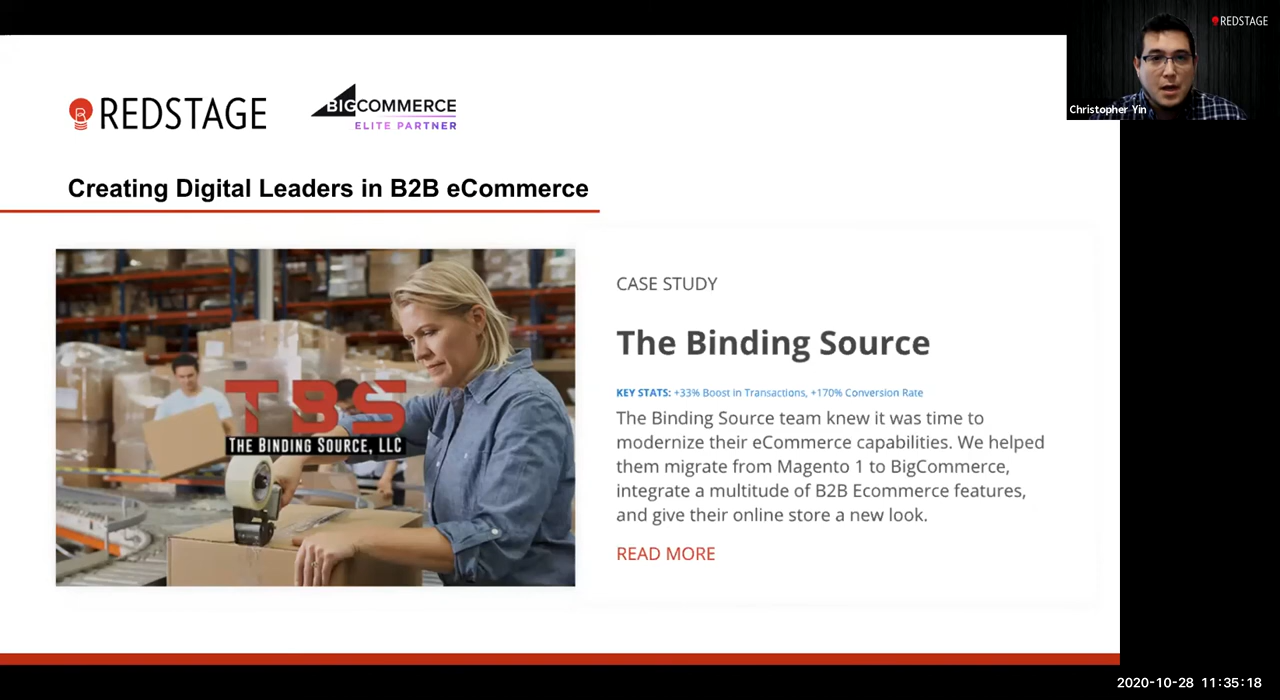 REDSTAGE
BIGCOMMERCE
ELITE PARTNER
REDSTAGE
Christopher Yin
Creating Digital Leaders in B2B eCommerce
TBS
THE BINDING SOURCE, LLC
CASE STUDY
The Binding Source
KEY STATS: +33% Boost in Transactions, +170% Conversion Rate
The Binding Source team knew it was time to
modernize their eCommerce capabilities. We helped
them migrate from Magento 1 to BigCommerce,
integrate a multitude of B2B Ecommerce features,
and give their online store a new look.
READ MORE
2020-10-28 11:35:18